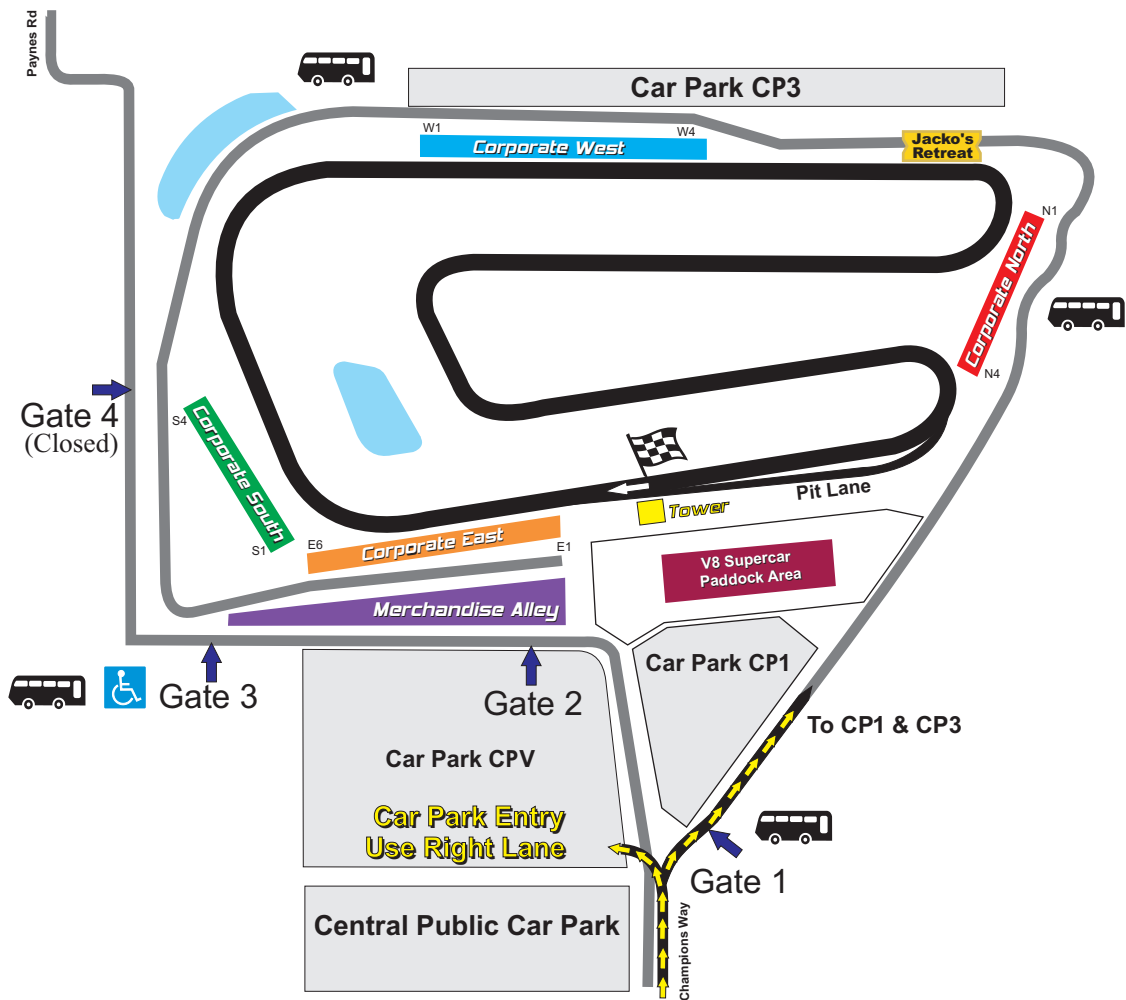 Paynes Rd
Car Park CP3
W1
W4
Corporate West
Jacko's
Retreat
N1
Corporate North
N4
Gate 4
(Closed)
S4
Corporate South
S1
Pit Lane
Tower
E6
Corporate East
E1
V8 Supercar
Paddock Area
Merchandise Alley
Car Park CP1
Gate 3
Gate 2
To CP1 & CP3
Car Park CPV
Car Park Entry
Use Right Lane
Gate 1
Central Public Car Park
Champions Way